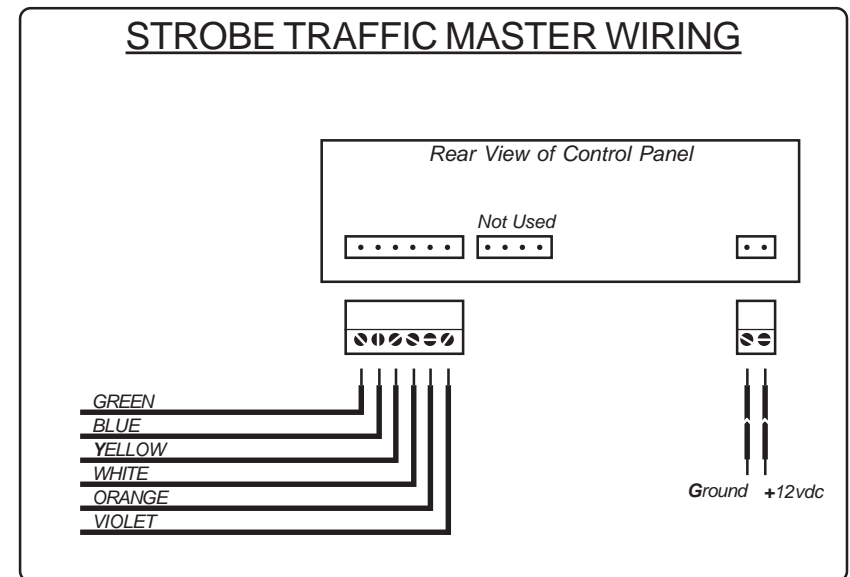 STROBE TRAFFIC MASTER WIRING
Rear View of Control Panel
Not Used
GREEN
BLUE
YELLOW
WHITE
ORANGE
VIOLET
Ground +12vdc